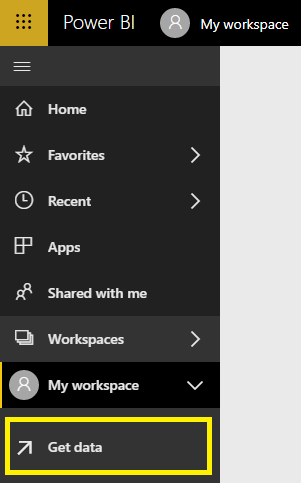 Power BI My workspace
Home
Favorites
Recent
Apps
Shared with me
Workspaces
My workspace
Get data